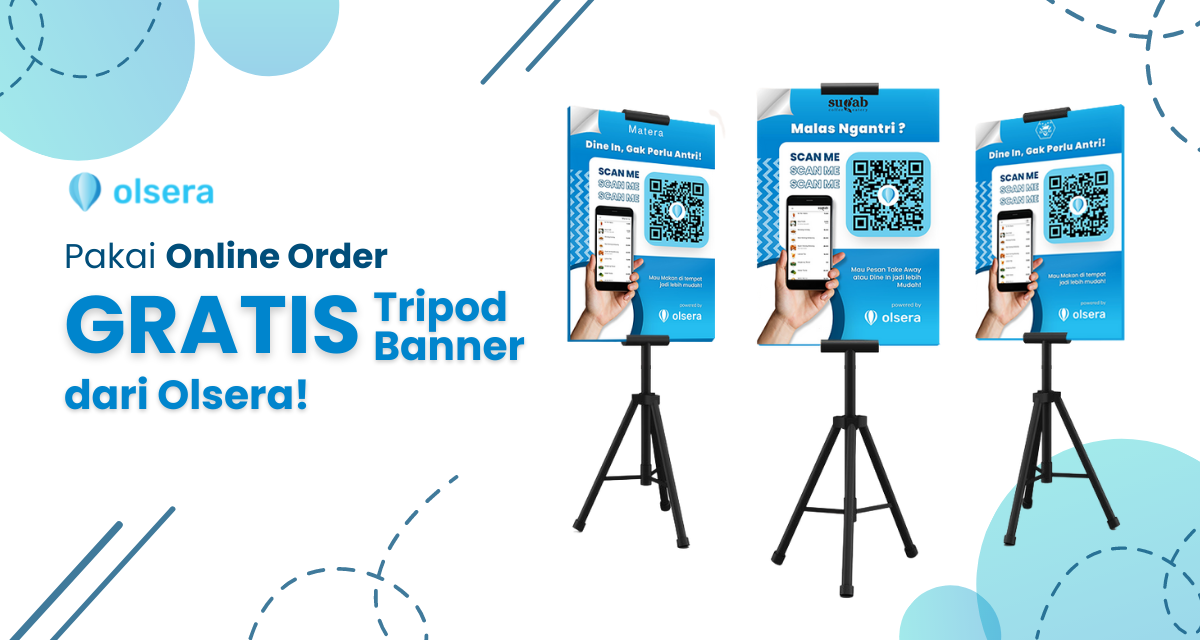 olsera
Pakai Online Order
GRATIS Tripod
Banner
dari Olsera!
Matera
Dine In, Gak Perlu Antri!
SCAN ME
SCAN ME
SCAN ME
Mau Makan di tempat
jadi lebih mudah!
powered by
olsera
sugab
Malas Ngantri ?
SCAN ME
SCAN ME
SCAN ME
Mau Pesan Take Away
atau Dine In jadi lebih
Mudah!
powered by
olsera
Dine In, Gak Perlu Antri!
SCAN ME
SCAN ME
SCAN ME
Mau Makan di tempat
jadi lebih mudah!
powered by
olsera